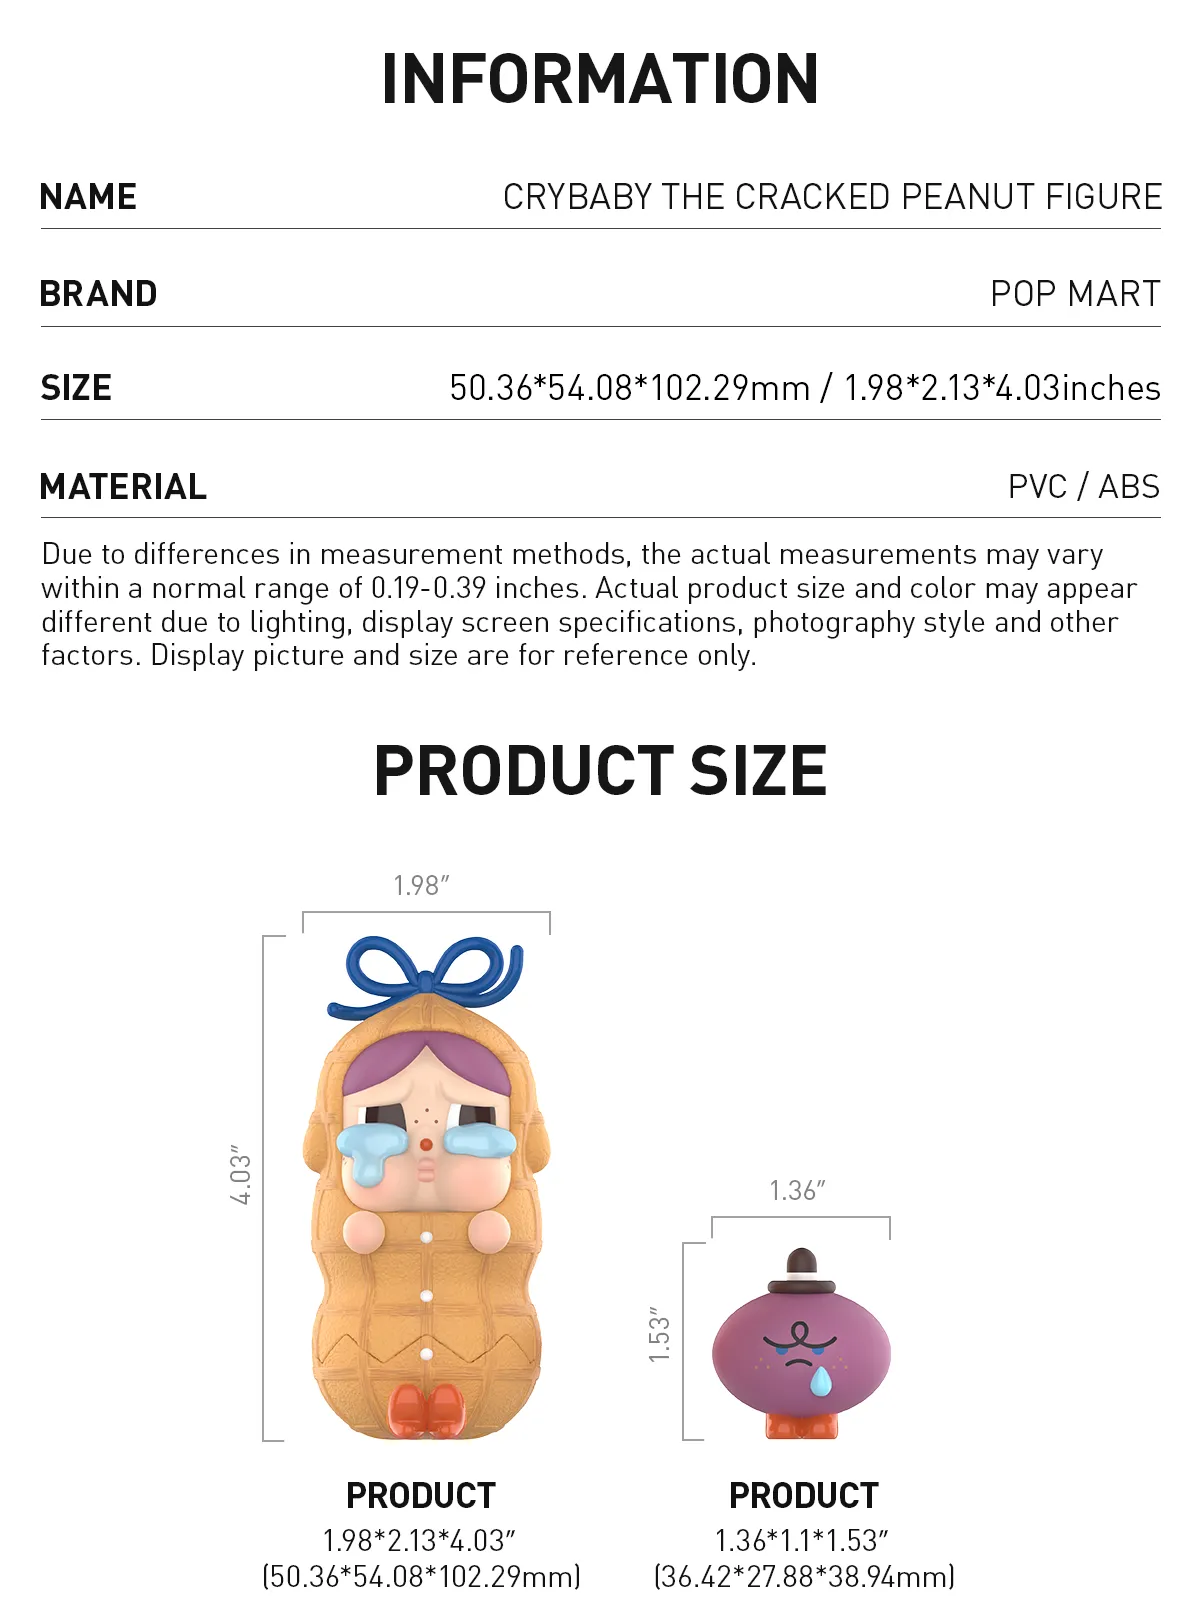 INFORMATION
NAME CRYBABY THE CRACKED PEANUT FIGURE
BRAND POP MART
SIZE 50.36*54.08*102.29mm / 1.98*2.13*4.03inches
MATERIAL PVC / ABS
Due to differences in measurement methods, the actual measurements may vary
within a normal range of 0.19-0.39 inches. Actual product size and color may appear
different due to lighting, display screen specifications, photography style and other
factors. Display picture and size are for reference only.
PRODUCT SIZE
1.98″
4.03″
1.36″
1.53″
PRODUCT
1.98*2.13*4.03″
(50.36*54.08*102.29mm)
PRODUCT
1.36*1.1*1.53″
(36.42*27.88*38.94mm)